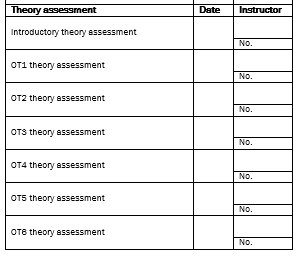 Theory assessment Date Instructor
Introductory theory assessment
No.
OT1 theory assessment
No.
OT2 theory assessment
No.
OT3 theory assessment
No.
OT4 theory assessment
No.
OT5 theory assessment
No.
OT6 theory assessment
No.